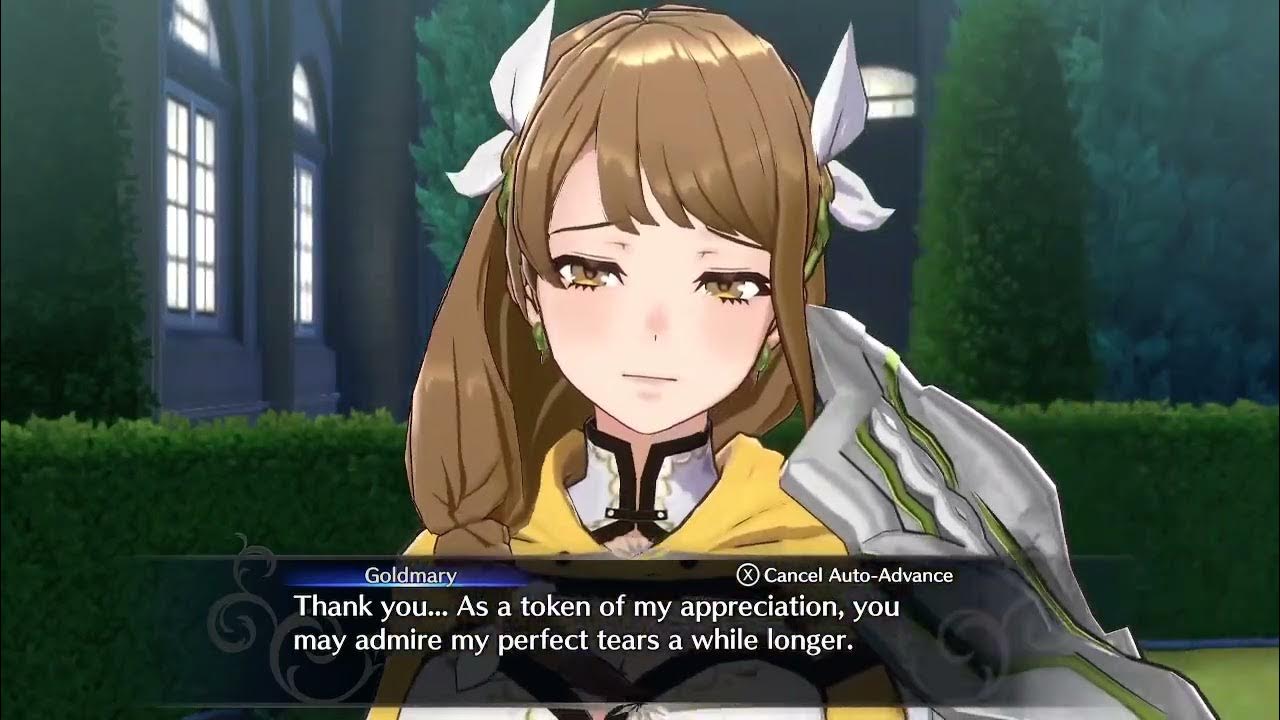 Goldmary
Ⓧ Cancel Auto-Advance
Thank you... As a token of my appreciation, you
may admire my perfect tears a while longer.